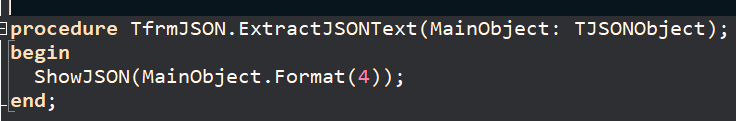 procedure TfrmJSON.ExtractJSONText(MainObject: TJSONObject);
begin
  ShowJSON(MainObject.Format(4));
end;